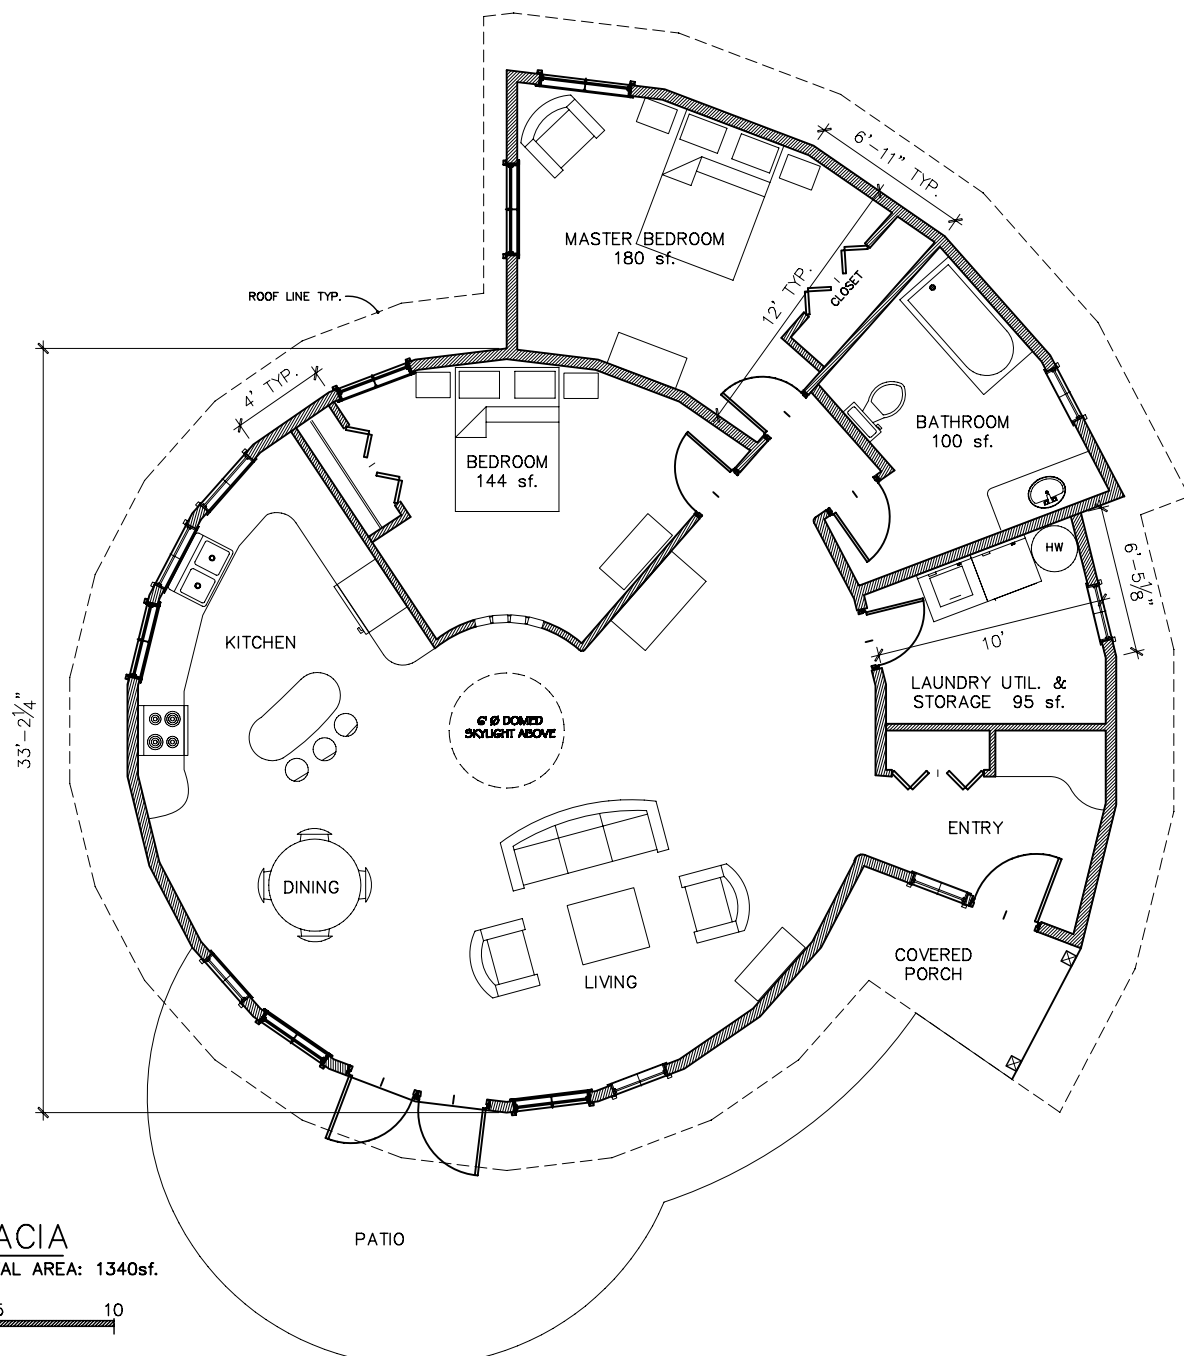 6'-11" TYP.
MASTER BEDROOM
180 sf.
12' TYP.
CLOSET
ROOF LINE TYP.
4' TYP.
BATHROOM
100 sf.
BEDROOM
144 sf.
HW
6'-5⅛"
KITCHEN
10'
LAUNDRY UTIL. &
STORAGE 95 sf.
6' Ø DOMED
SKYLIGHT ABOVE
33'-2¼"
ENTRY
DINING
COVERED
PORCH
LIVING
PATIO
ACIA
AL AREA: 1340sf.
10